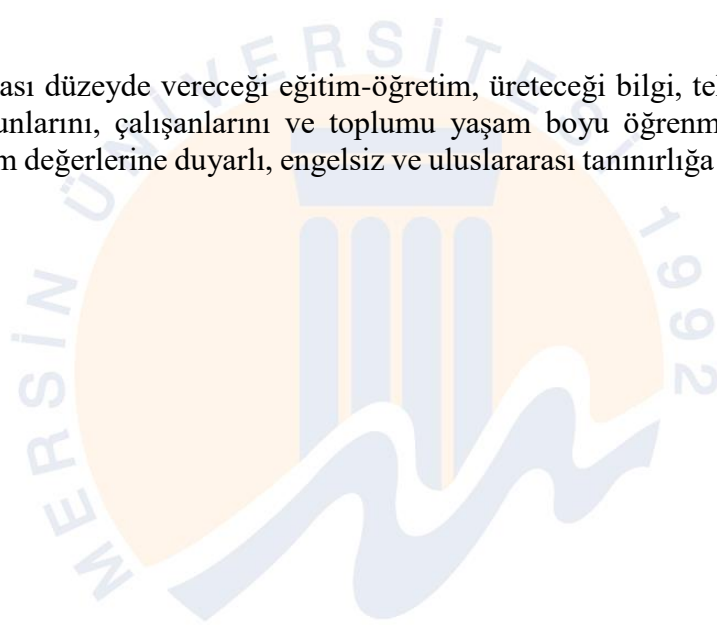 ası düzeyde vereceği eğitim-öğretim, üreteceği bilgi, te
unlarını, çalışanlarını ve toplumu yaşam boyu öğrenm
m değerlerine duyarlı, engelsiz ve uluslararası tanınırlığa
MERSİN ÜNİVERSİTESİ 1992